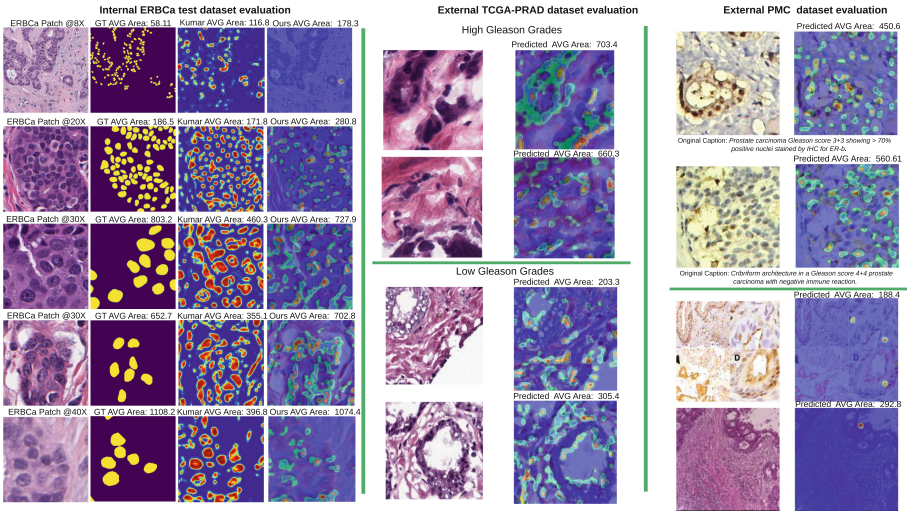 Internal ERBCa test dataset evaluation
ERBCa Patch @8X GT AVG Area: 58.11 Kumar AVG Area: 116.8 Ours AVG Area: 178.3
ERBCa Patch @20X GT AVG Area: 186.5 Kumar AVG Area: 171.8 Ours AVG Area: 280.8
ERBCa Patch @30X GT AVG Area: 803.2 Kumar AVG Area: 460.3 Ours AVG Area: 727.9
ERBCa Patch @30X GT AVG Area: 652.7 Kumar AVG Area: 355.1 Ours AVG Area: 702.8
ERBCa Patch @40X GT AVG Area: 1108.2 Kumar AVG Area: 396.8 Ours AVG Area: 1074.4
External TCGA-PRAD dataset evaluation
High Gleason Grades
Predicted AVG Area: 703.4
Predicted AVG Area: 660.3
Low Gleason Grades
Predicted AVG Area: 203.3
Predicted AVG Area: 305.4
External PMC dataset evaluation
Predicted AVG Area: 450.6
Original Caption: Prostate carcinoma Gleason score 3+3 showing > 70%
positive nuclei stained by IHC for ER-b.
Predicted AVG Area: 560.61
Original Caption: Cribriform architecture in a Gleason score 4+4 prostate
carcinoma with negative immune reaction.
Predicted AVG Area: 188.4
D
D
Predicted AVG Area: 292.8